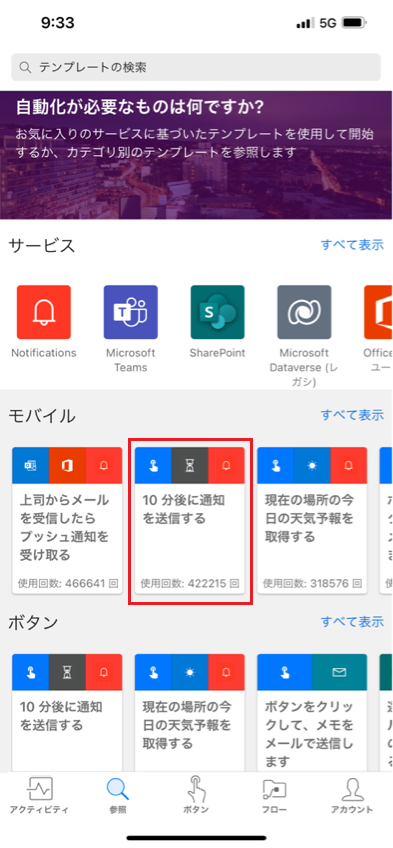 9:33
5G
テンプレートの検索
自動化が必要なものは何ですか?
お気に入りのサービスに基づいたテンプレートを使用して開始
するか、カテゴリ別のテンプレートを参照します
サービス
すべて表示
Notifications
Microsoft
Teams
SharePoint
Microsoft
Dataverse (レ
ガシ)
Office
ユー
モバイル
すべて表示
上司からメール
を受信したら
プッシュ通知を
受け取る
使用回数: 466641 回
10 分後に通知
を送信する
使用回数: 422215 回
現在の場所の今
日の天気予報を
取得する
使用回数: 318576 回
ボタン
すべて表示
10 分後に通知
を送信する
現在の場所の今
日の天気予報を
取得する
ボタンをクリッ
クして、メモを
メールで送信し
ます
アクティビティ
参照
ボタン
フロー
アカウント